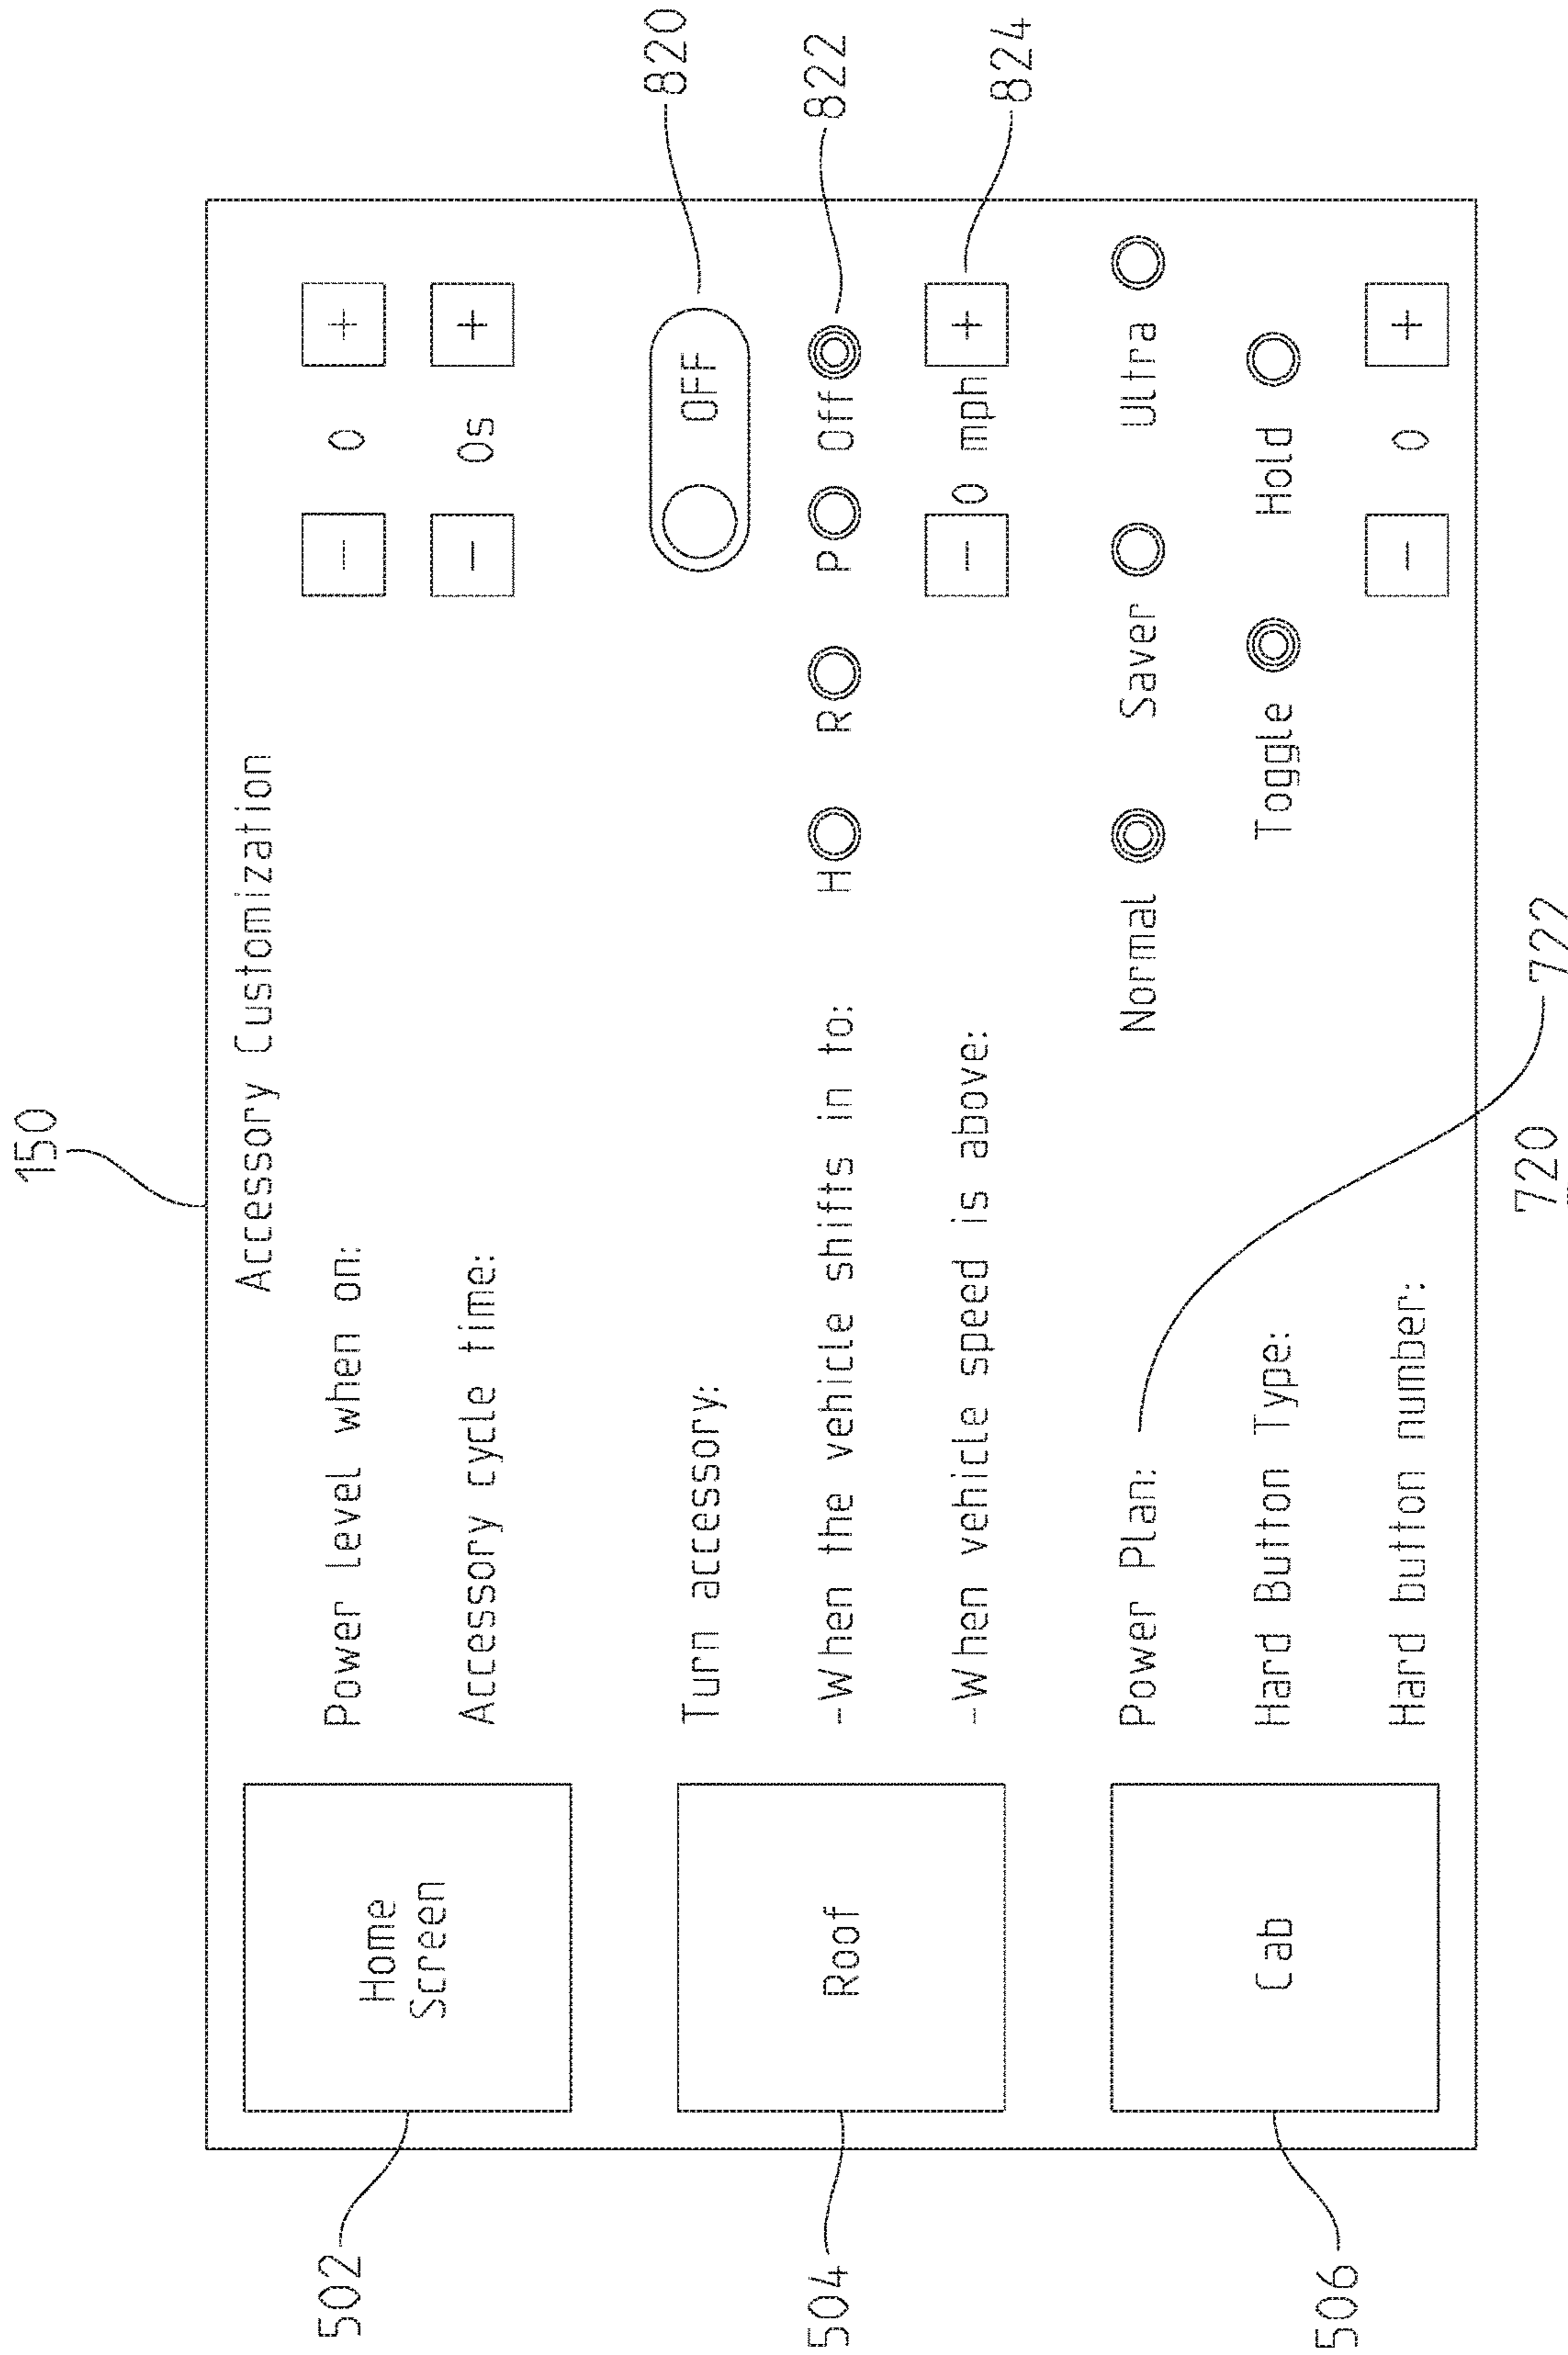 150
Accessory Customization
502
Home
Screen
Power Level when on:
- 0 +
Accessory cycle time:
- 0s +
504
Roof
Turn accessory:
OFF
820
-When the vehicle shifts in to:
H R P Off
822
-When vehicle speed is above:
- 0 mph +
824
506
Cab
Power Plan:
Normal Saver Ultra
Hard Button Type:
Toggle Hold
Hard button number:
- 0 +
720
722